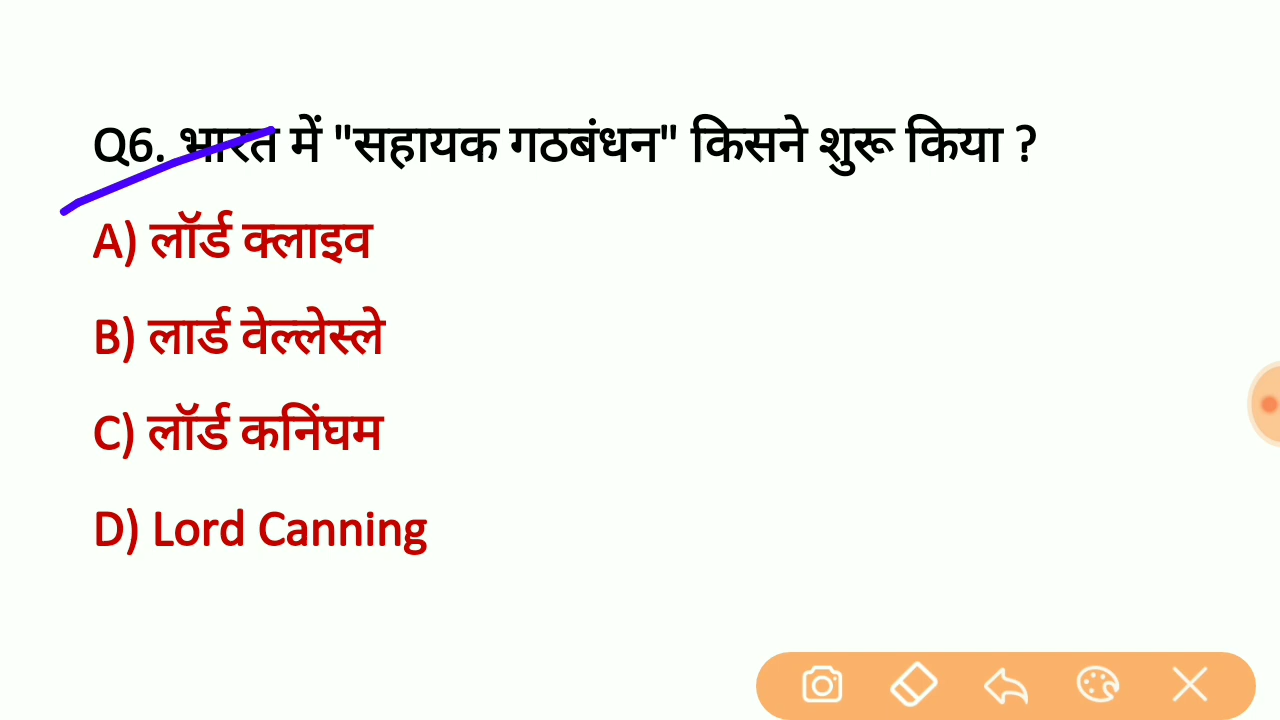 Q6. भारत में "सहायक गठबंधन" किसने शुरू किया ?
A) लॉर्ड क्लाइव
B) लार्ड वेल्लेस्ले
C) लॉर्ड कनिंघम
D) Lord Canning